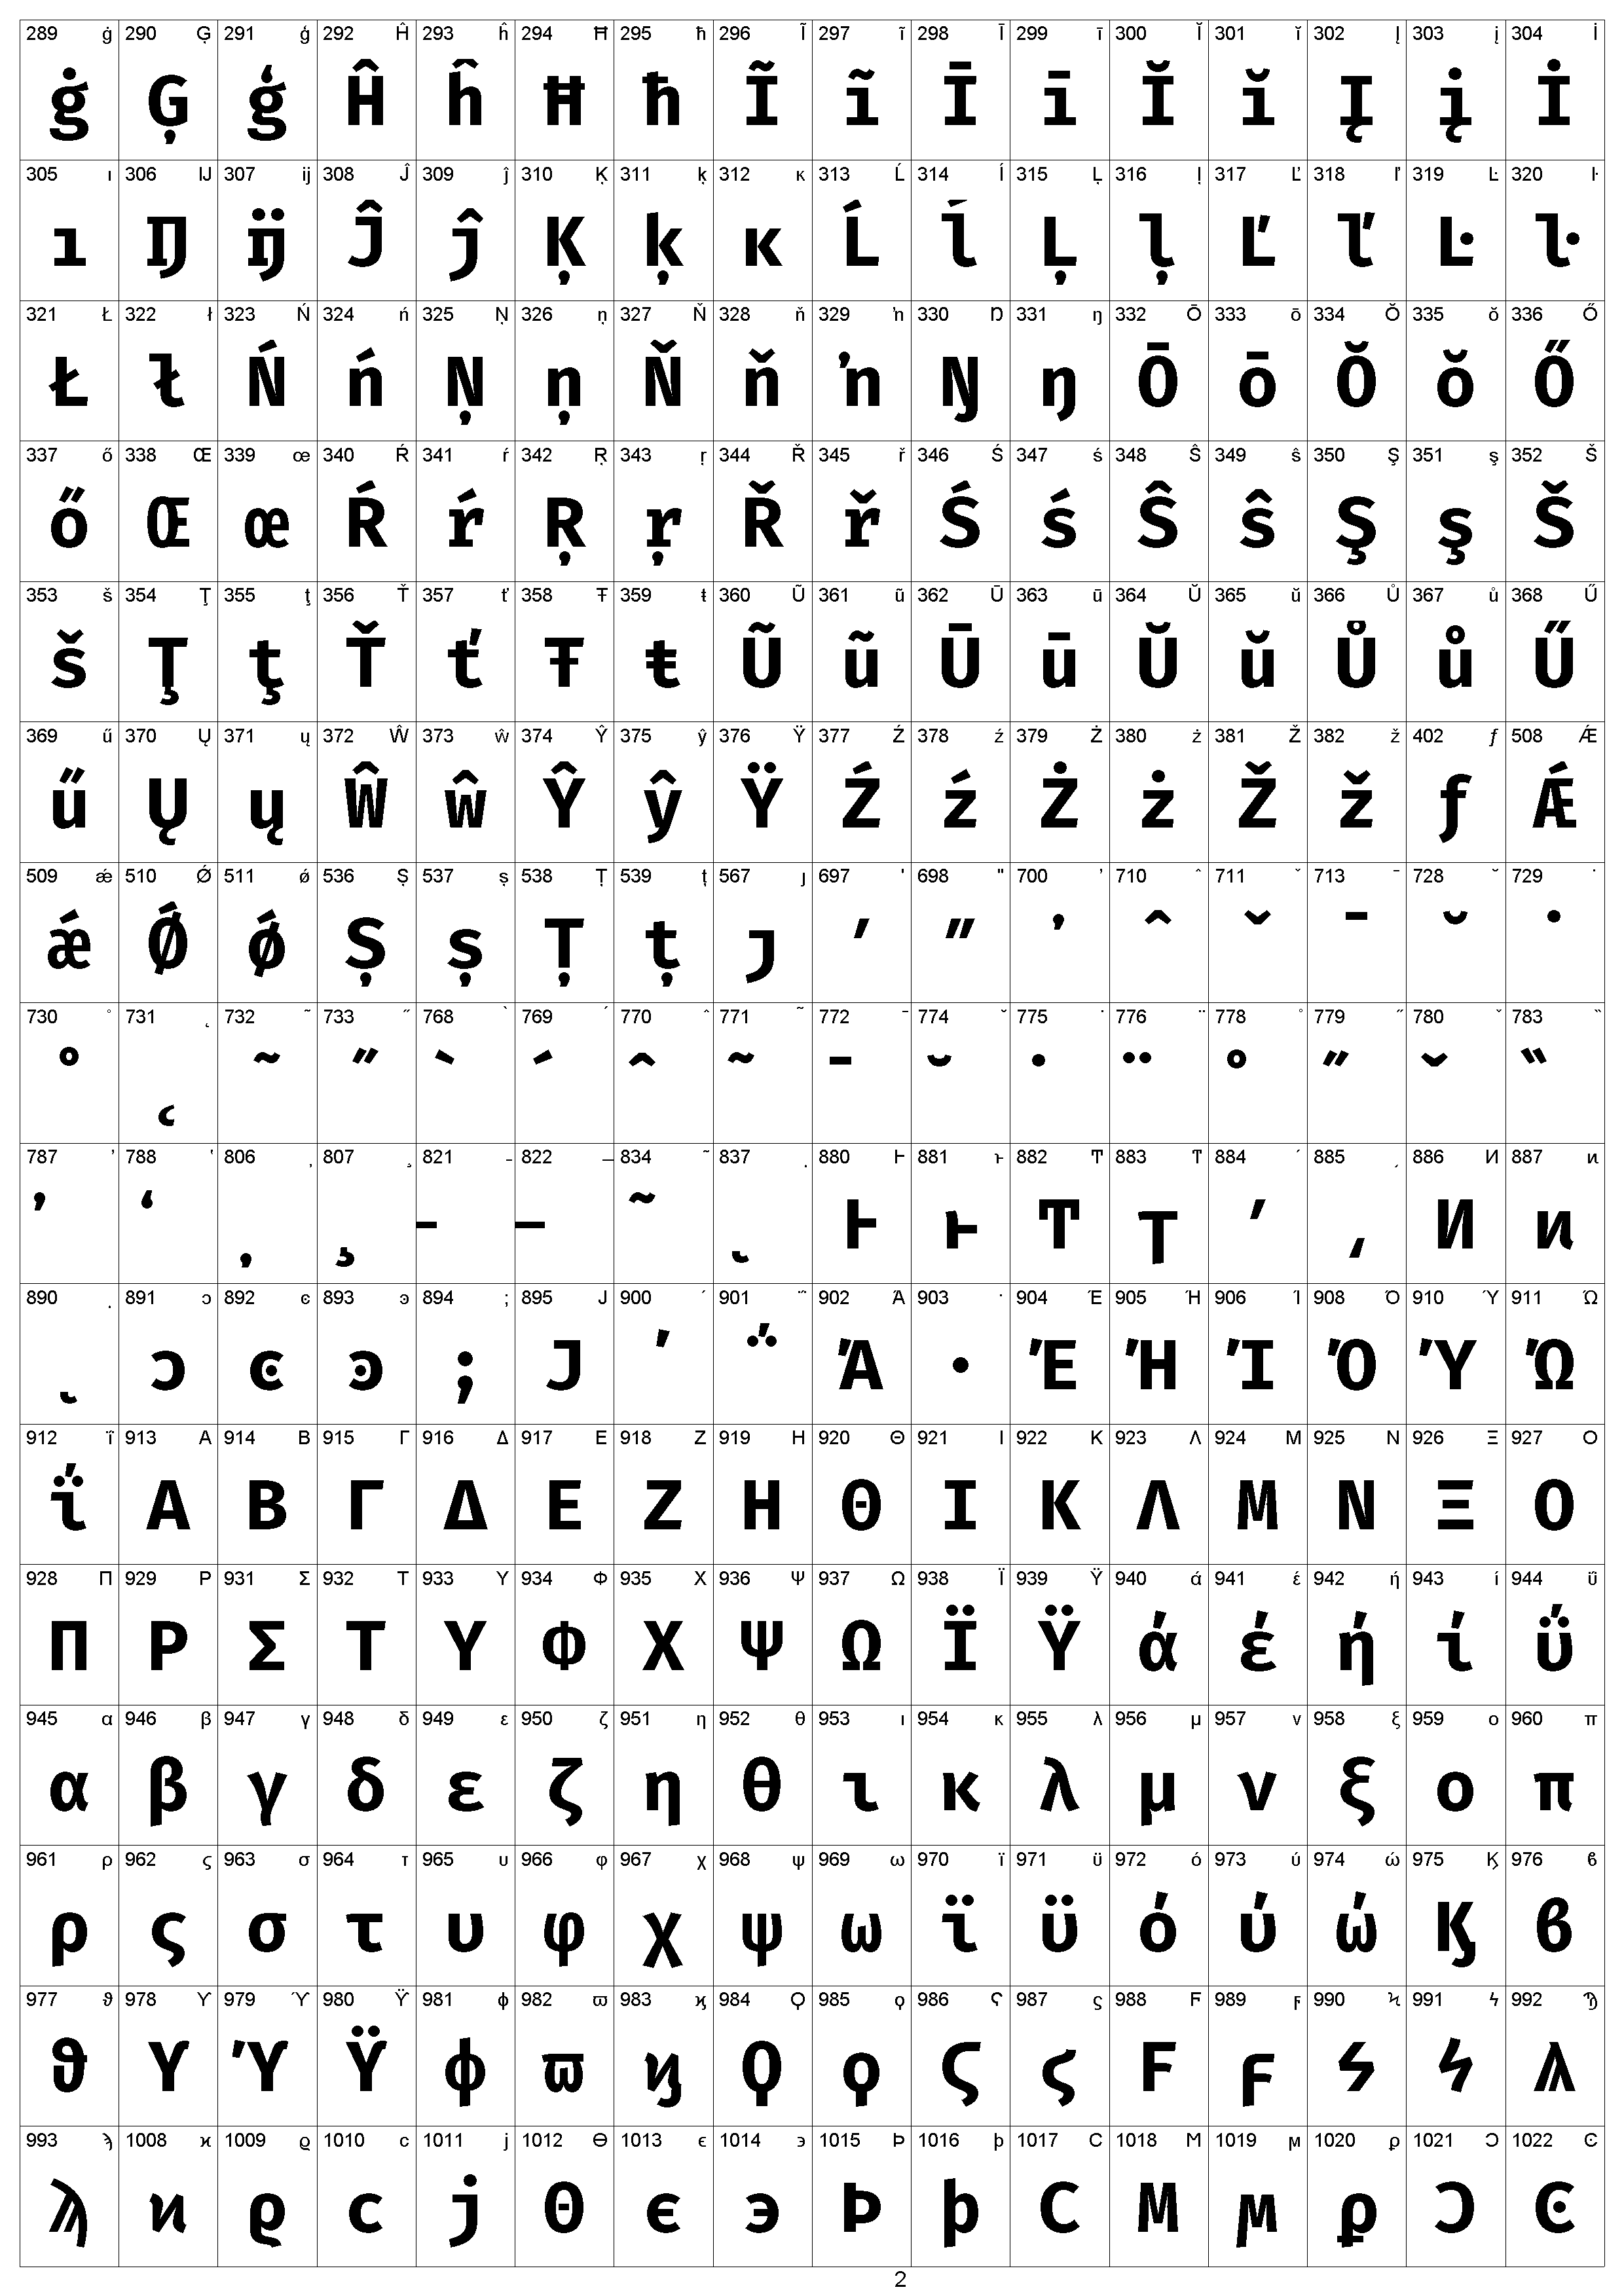 289 ġ 290 Ģ 291 ģ 292 Ĥ 293 ĥ 294 Ħ 295 ħ 296 Ĩ 297 ĩ 298 Ī 299 ī 300 Ĭ 301 ĭ 302 Į 303 į 304 İ
ġ Ģ ģ Ĥ ĥ Ħ ħ Ĩ ĩ Ī ī Ĭ ĭ Į į İ
305 ı 306 IJ 307 ij 308 Ĵ 309 ĵ 310 Ķ 311 ķ 312 ĸ 313 Ĺ 314 ĺ 315 Ļ 316 ļ 317 Ľ 318 ľ 319 Ŀ 320 ŀ
ı IJ ij Ĵ ĵ Ķ ķ ĸ Ĺ ĺ Ļ ļ Ľ ľ Ŀ ŀ
321 Ł 322 ł 323 Ń 324 ń 325 Ņ 326 ņ 327 Ň 328 ň 329 ŉ 330 Ŋ 331 ŋ 332 Ō 333 ō 334 Ŏ 335 ŏ 336 Ő
Ł ł Ń ń Ņ ņ Ň ň ŉ Ŋ ŋ Ō ō Ŏ ŏ Ő
337 ő 338 Œ 339 œ 340 Ŕ 341 ŕ 342 Ŗ 343 ŗ 344 Ř 345 ř 346 Ś 347 ś 348 Ŝ 349 ŝ 350 Ş 351 ş 352 Š
ő Œ œ Ŕ ŕ Ŗ ŗ Ř ř Ś ś Ŝ ŝ Ş ş Š
353 š 354 Ţ 355 ţ 356 Ť 357 ť 358 Ŧ 359 ŧ 360 Ũ 361 ũ 362 Ū 363 ū 364 Ŭ 365 ŭ 366 Ů 367 ů 368 Ű
š Ţ ţ Ť ť Ŧ ŧ Ũ ũ Ū ū Ŭ ŭ Ů ů Ű
369 ű 370 Ų 371 ų 372 Ŵ 373 ŵ 374 Ŷ 375 ŷ 376 Ÿ 377 Ź 378 ź 379 Ż 380 ż 381 Ž 382 ž 402 ƒ 508 Ǽ
ű Ų ų Ŵ ŵ Ŷ ŷ Ÿ Ź ź Ż ż Ž ž ƒ Ǽ
509 ǽ 510 Ǿ 511 ǿ 536 Ș 537 ș 538 Ț 539 ț 567 ȷ 697 ʹ 698 ʺ 700 ʼ 710 ˆ 711 ˇ 713 ˉ 728 ˘ 729 ˙
ǽ Ǿ ǿ Ș ș Ț ț ȷ ʹ ʺ ʼ ˆ ˇ ˉ ˘ ˙
730 ˚ 731 ˛ 732 ˜ 733 ˝ 768 ̀ 769 ́ 770 ̂ 771 ̃ 772 ̄ 774 ̆ 775 ̇ 776 ̈ 778 ̊ 779 ̋ 780 ̌ 783 ̏
˚ ˛ ˜ ˝ ̀ ́ ̂ ̃ ̄ ̆ ̇ ̈ ̊ ̋ ̌ ̏
787 ̓ 788 ̔ 806 ̦ 807 ̧ 821 ̵ 822 ̶ 834 ͂ 837 ͅ 880 Ͱ 881 ͱ 882 Ͳ 883 ͳ 884 ʹ 885 ͵ 886 Ͷ 887 ͷ
̓ ̔ ̦ ̧ ̵ ̶ ͂ ͅ Ͱ ͱ Ͳ ͳ ʹ ͵ Ͷ ͷ
890 ͺ 891 ͻ 892 ͼ 893 ͽ 894 ; 895 Ϳ 900 ΄ 901 ΅ 902 Ά 903 · 904 Έ 905 Ή 906 Ί 908 Ό 910 Ύ 911 Ώ
ͺ ͻ ͼ ͽ ; Ϳ ΄ ΅ Ά · Έ Ή Ί Ό Ύ Ώ
912 ΐ 913 Α 914 Β 915 Γ 916 Δ 917 Ε 918 Ζ 919 Η 920 Θ 921 Ι 922 Κ 923 Λ 924 Μ 925 Ν 926 Ξ 927 Ο
ΐ Α Β Γ Δ Ε Ζ Η Θ Ι Κ Λ Μ Ν Ξ Ο
928 Π 929 Ρ 931 Σ 932 Τ 933 Υ 934 Φ 935 Χ 936 Ψ 937 Ω 938 Ϊ 939 Ϋ 940 ά 941 έ 942 ή 943 ί 944 ΰ
Π Ρ Σ Τ Υ Φ Χ Ψ Ω Ϊ Ϋ ά έ ή ί ΰ
945 α 946 β 947 γ 948 δ 949 ε 950 ζ 951 η 952 θ 953 ι 954 κ 955 λ 956 μ 957 ν 958 ξ 959 ο 960 π
α β γ δ ε ζ η θ ι κ λ μ ν ξ ο π
961 ρ 962 ς 963 σ 964 τ 965 υ 966 φ 967 χ 968 ψ 969 ω 970 ϊ 971 ϋ 972 ό 973 ύ 974 ώ 975 Ϗ 976 ϐ
ρ ς σ τ υ φ χ ψ ω ϊ ϋ ό ύ ώ Ϗ ϐ
977 ϑ 978 ϒ 979 ϓ 980 ϔ 981 ϕ 982 ϖ 983 ϗ 984 Ϙ 985 ϙ 986 Ϛ 987 ϛ 988 Ϝ 989 ϝ 990 Ϟ 991 ϟ 992 Ϡ
ϑ ϒ ϓ ϔ ϕ ϖ ϗ Ϙ ϙ Ϛ ϛ Ϝ ϝ Ϟ ϟ Ϡ
993 ϡ 1008 ϰ 1009 ϱ 1010 ϲ 1011 ϳ 1012 ϴ 1013 ϵ 1014 ϶ 1015 Ϸ 1016 ϸ 1017 Ϲ 1018 Ϻ 1019 ϻ 1020 ϼ 1021 Ͻ 1022 Ͼ
ϡ ϰ ϱ ϲ ϳ ϴ ϵ ϶ Ϸ ϸ Ϲ Ϻ ϻ ϼ Ͻ Ͼ
2